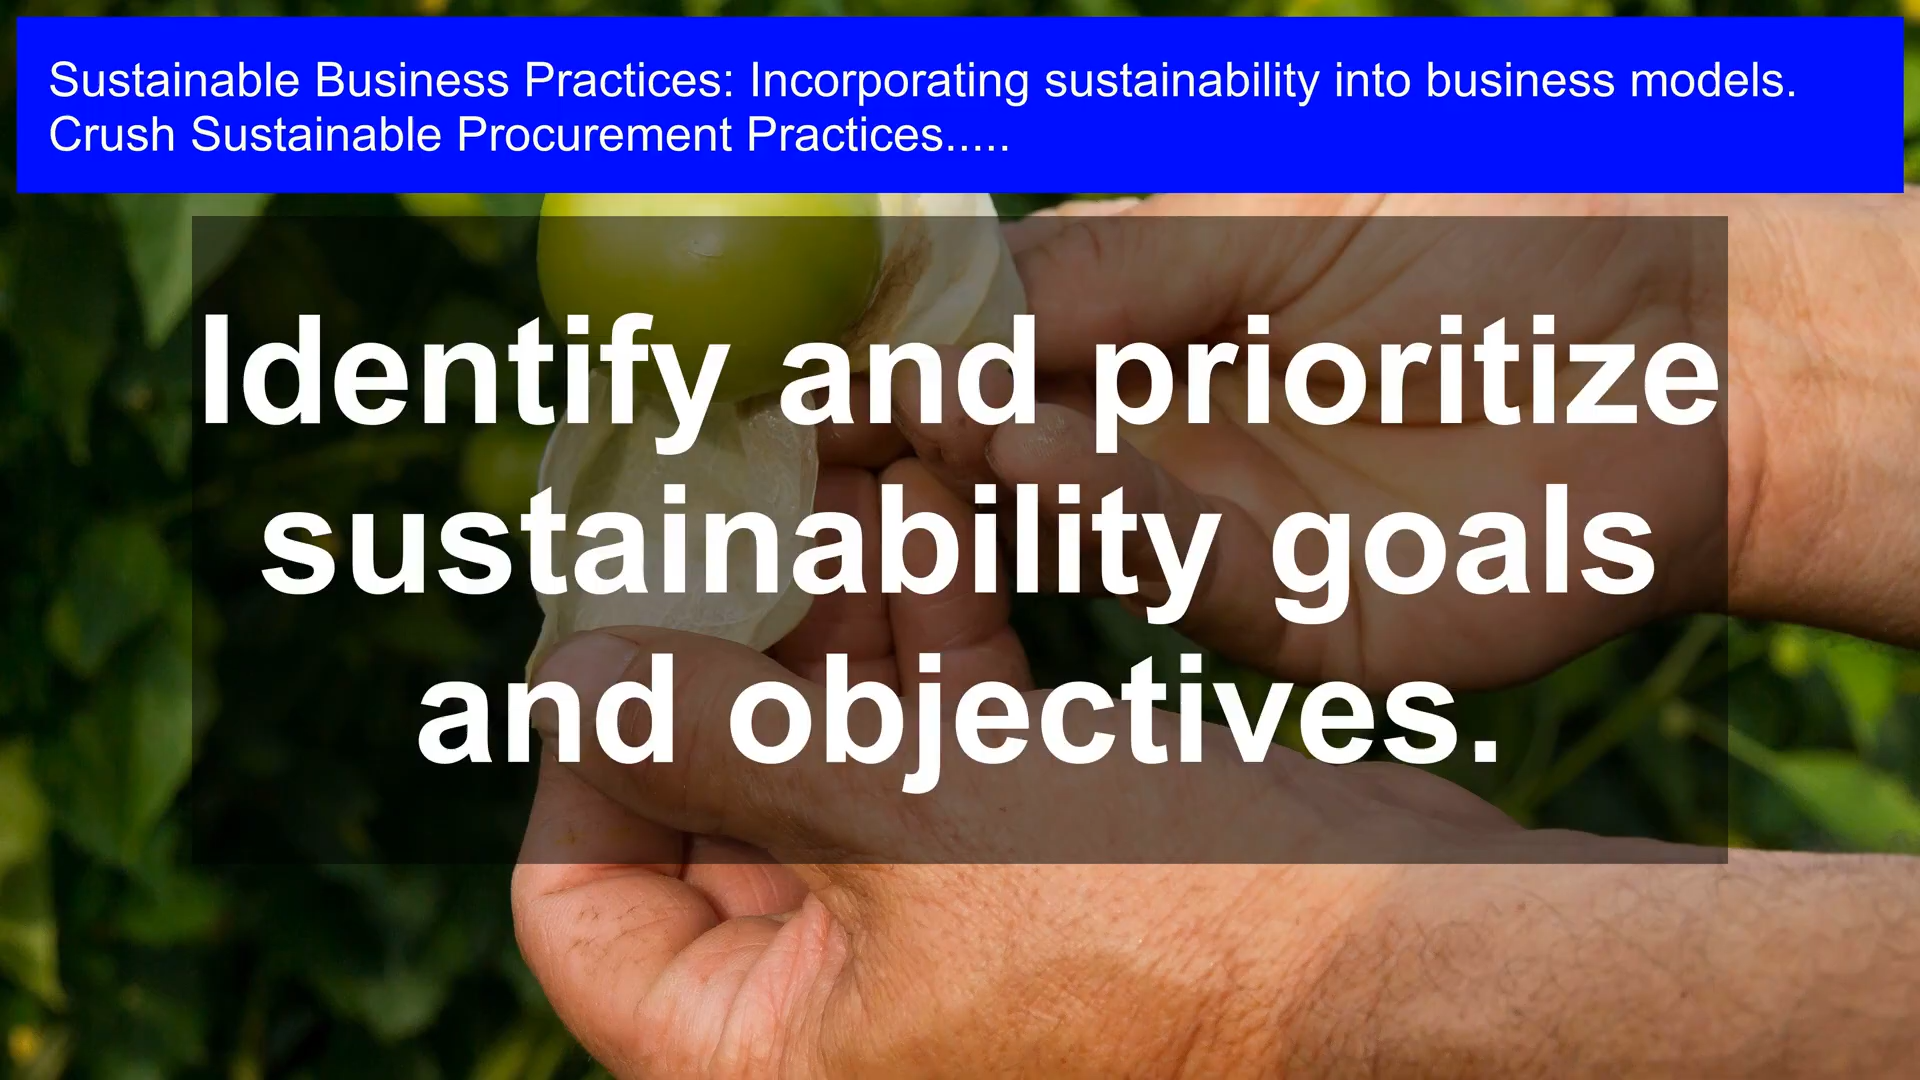 Sustainable Business Practices: Incorporating sustainability into business models.
Crush Sustainable Procurement Practices.....
Identify and prioritize
sustainability goals
and objectives.